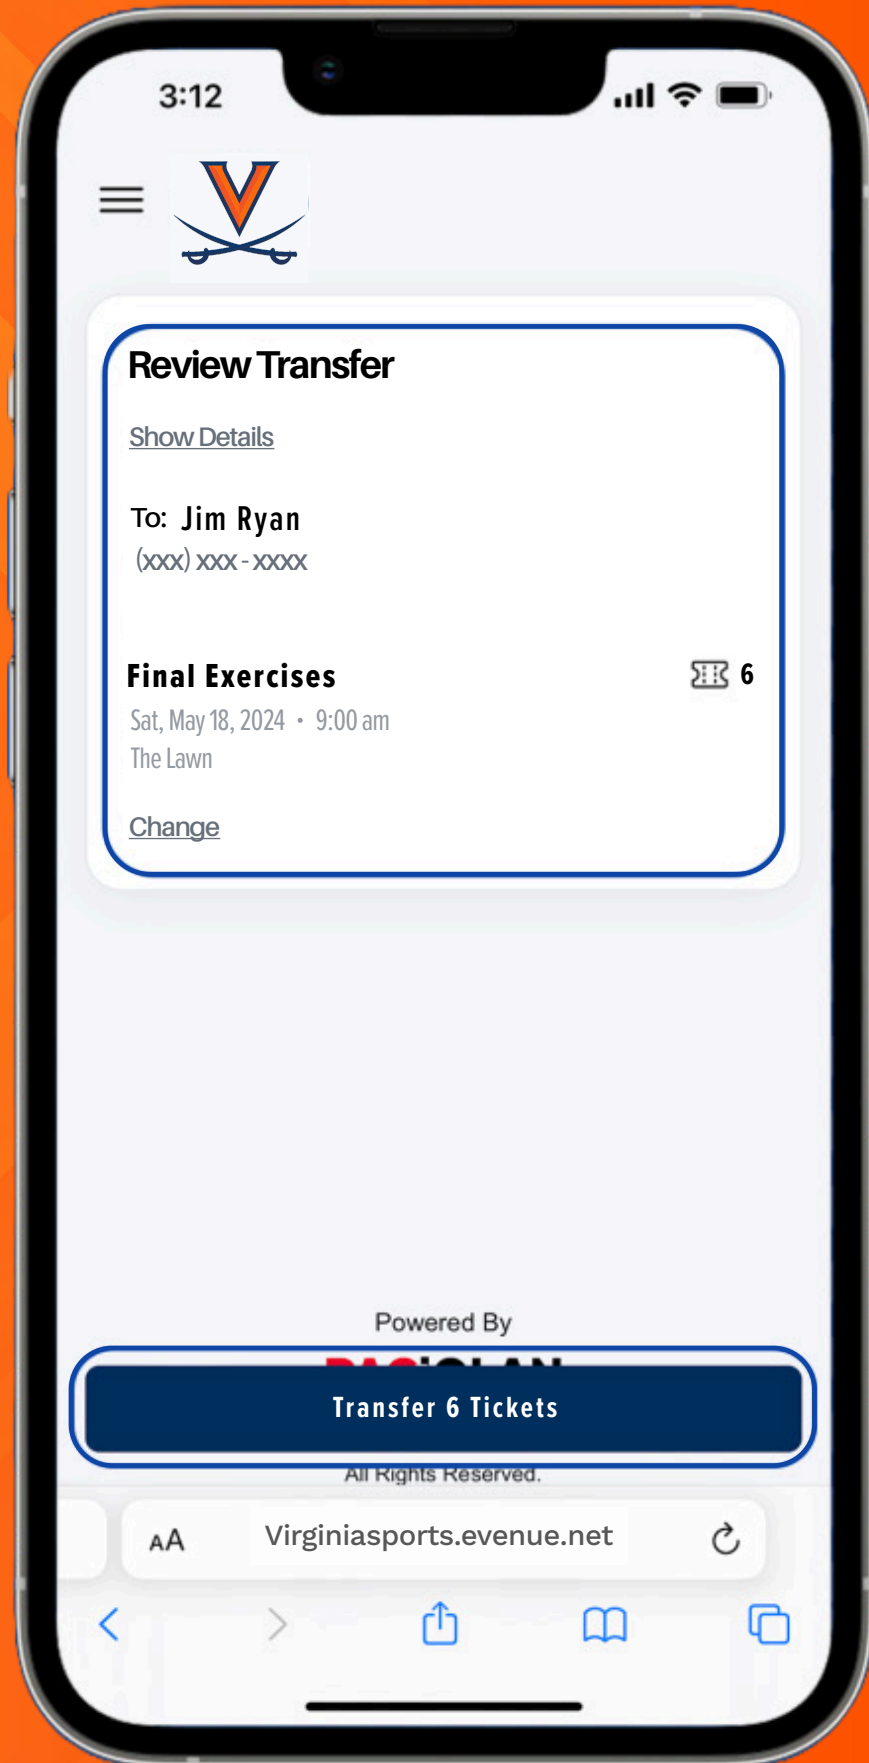 3:12
Review Transfer
Show Details
To: Jim Ryan
(xxx) xxx - xxxx
Final Exercises 6
Sat, May 18, 2024 • 9:00 am
The Lawn
Change
Powered By
PACIOLAN
Transfer 6 Tickets
All Rights Reserved.
AA Virginiasports.evenue.net